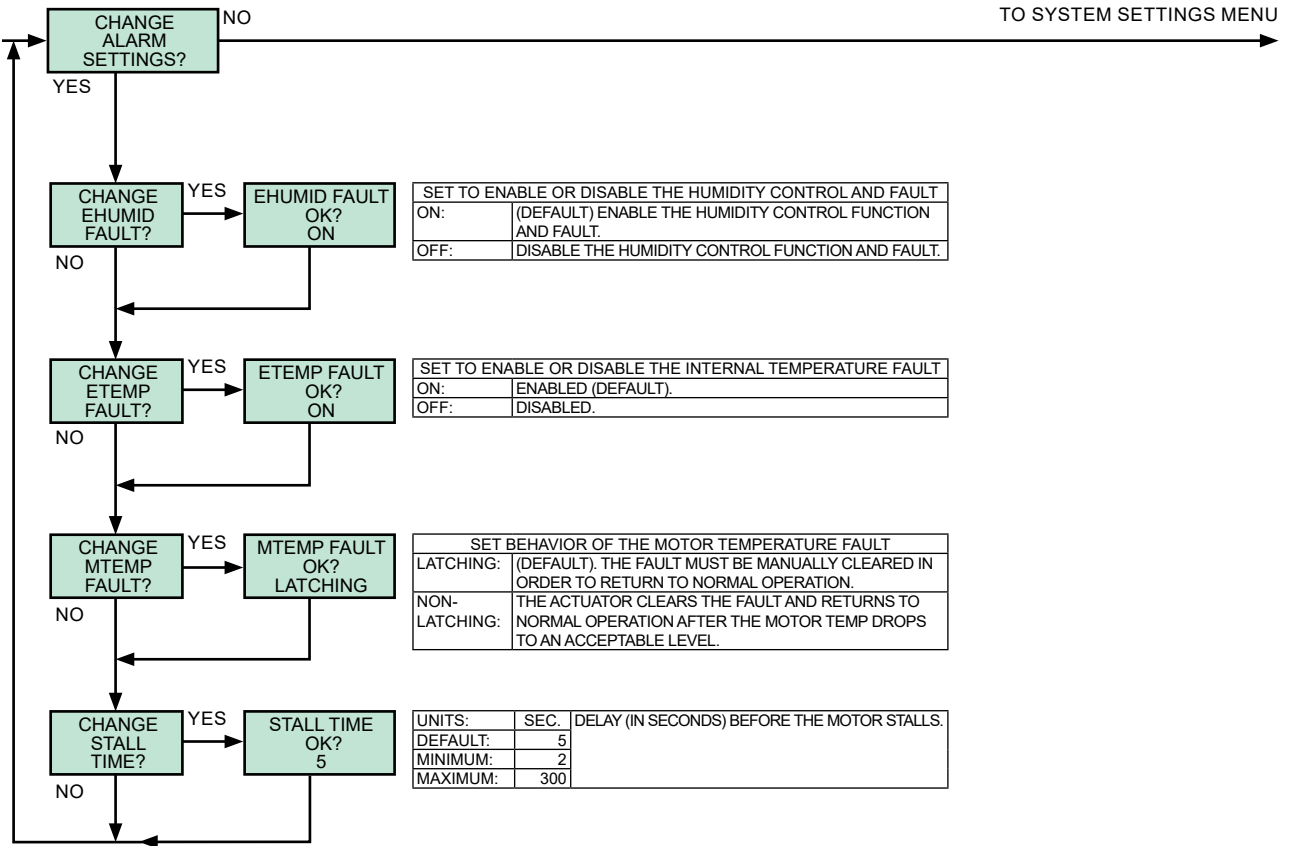 CHANGE
ALARM
SETTINGS?
NO
TO SYSTEM SETTINGS MENU
YES
CHANGE
EHUMID
FAULT?
YES
EHUMID FAULT
OK?
ON
NO
SET TO ENABLE OR DISABLE THE HUMIDITY CONTROL AND FAULT
ON: (DEFAULT) ENABLE THE HUMIDITY CONTROL FUNCTION
AND FAULT.
OFF: DISABLE THE HUMIDITY CONTROL FUNCTION AND FAULT.
CHANGE
ETEMP
FAULT?
YES
ETEMP FAULT
OK?
ON
NO
SET TO ENABLE OR DISABLE THE INTERNAL TEMPERATURE FAULT
ON: ENABLED (DEFAULT).
OFF: DISABLED.
CHANGE
MTEMP
FAULT?
YES
MTEMP FAULT
OK?
LATCHING
NO
SET BEHAVIOR OF THE MOTOR TEMPERATURE FAULT
LATCHING: (DEFAULT). THE FAULT MUST BE MANUALLY CLEARED IN
ORDER TO RETURN TO NORMAL OPERATION.
NON- THE ACTUATOR CLEARS THE FAULT AND RETURNS TO
LATCHING: NORMAL OPERATION AFTER THE MOTOR TEMP DROPS
TO AN ACCEPTABLE LEVEL.
CHANGE
STALL
TIME?
YES
STALL TIME
OK?
5
NO
UNITS: SEC. DELAY (IN SECONDS) BEFORE THE MOTOR STALLS.
DEFAULT: 5
MINIMUM: 2
MAXIMUM: 300